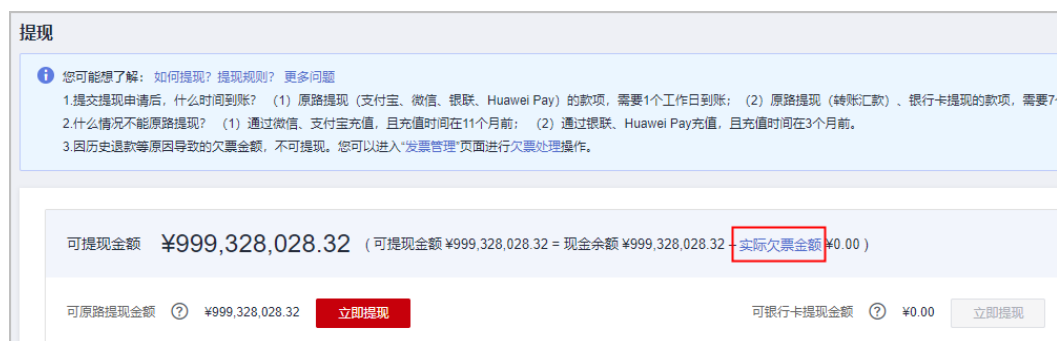 提现
您可能想了解： 如何提现？ 提现规则？ 更多问题
1.提交提现申请后，什么时间到账？ （1）原路提现（支付宝、微信、银联、Huawei Pay）的款项，需要1个工作日到账； （2）原路提现（转账汇款）、银行卡提现的款项，需要7
2.什么情况不能原路提现？ （1）通过微信、支付宝充值，且充值时间在11个月前； （2）通过银联、Huawei Pay充值，且充值时间在3个月前。
3.因历史退款等原因导致的欠票金额，不可提现。您可以进入“发票管理”页面进行欠票处理操作。
可提现金额 ¥999,328,028.32 （可提现金额 ¥999,328,028.32 = 现金余额 ¥999,328,028.32 - 实际欠票金额 ¥0.00 ）
可原路提现金额 ? ¥999,328,028.32 立即提现 可银行卡提现金额 ? ¥0.00 立即提现